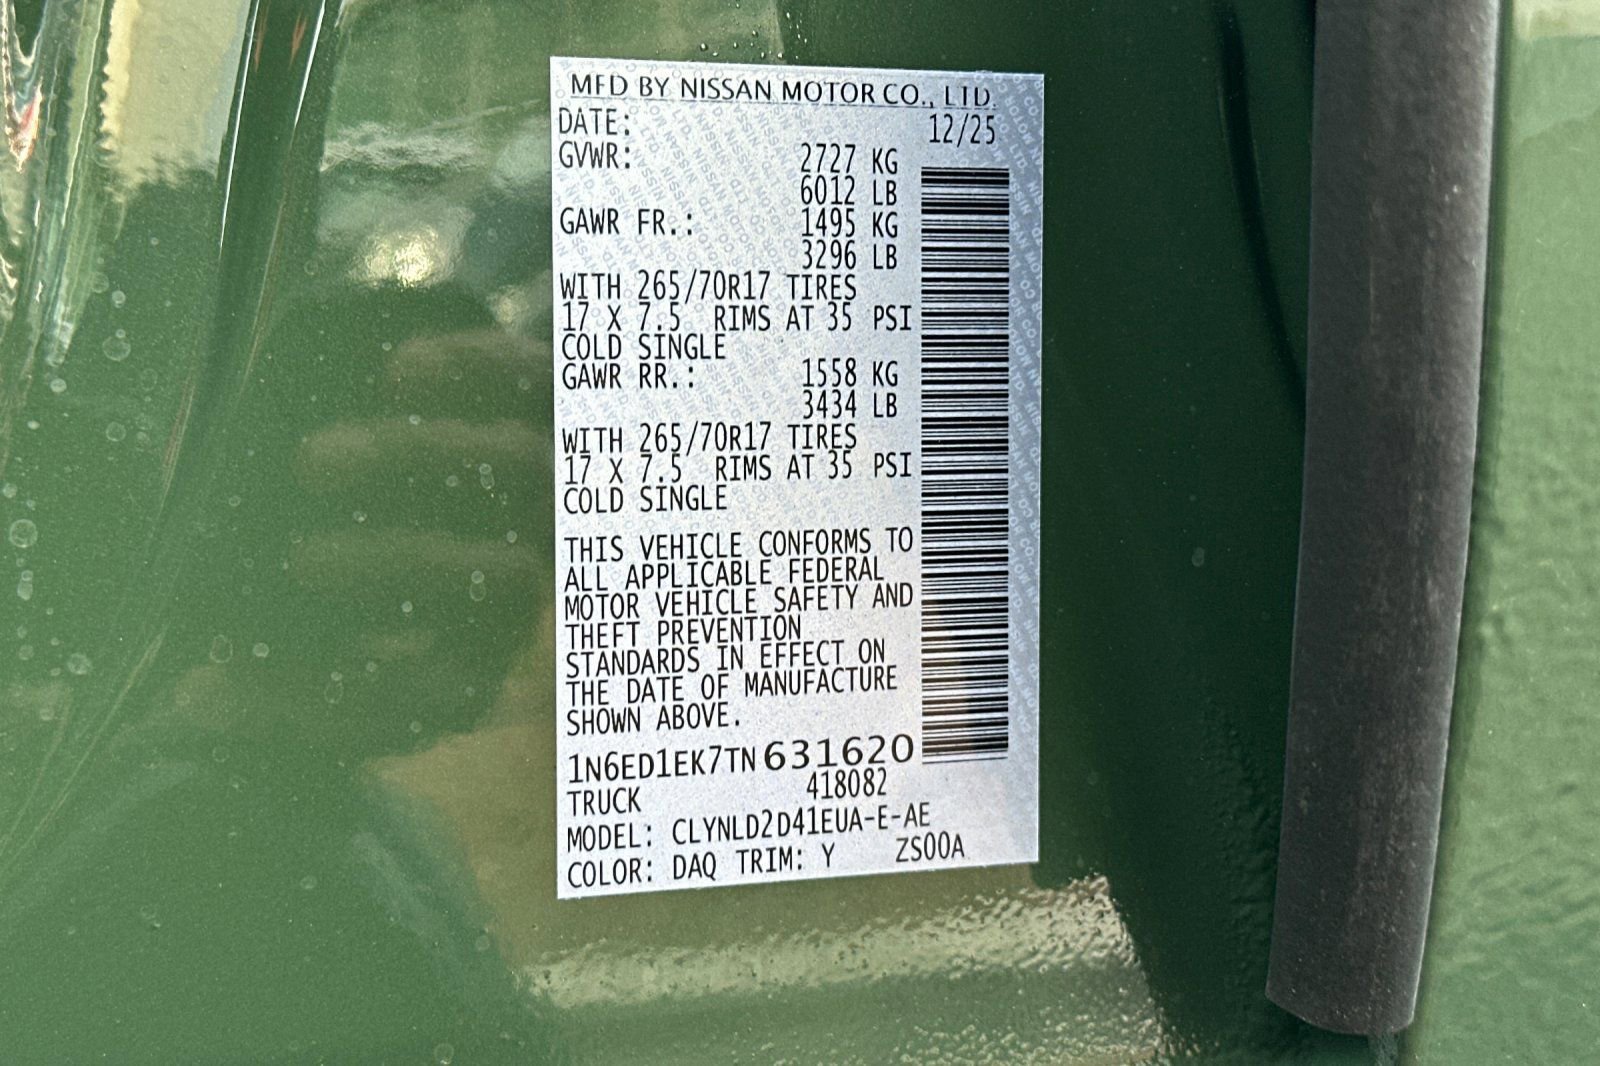 MFD BY NISSAN MOTOR CO., LTD.
DATE: 12/25
GVWR: 2727 KG
6012 LB
GAWR FR.: 1495 KG
3296 LB
WITH 265/70R17 TIRES
17 X 7.5 RIMS AT 35 PSI
COLD SINGLE
GAWR RR.: 1558 KG
3434 LB
WITH 265/70R17 TIRES
17 X 7.5 RIMS AT 35 PSI
COLD SINGLE
THIS VEHICLE CONFORMS TO
ALL APPLICABLE FEDERAL
MOTOR VEHICLE SAFETY AND
THEFT PREVENTION
STANDARDS IN EFFECT ON
THE DATE OF MANUFACTURE
SHOWN ABOVE.
1N6ED1EK7TN631620
TRUCK 418082
MODEL: CLYNLD2D41EUA-E-AE
COLOR: DAQ TRIM: Y ZS00A